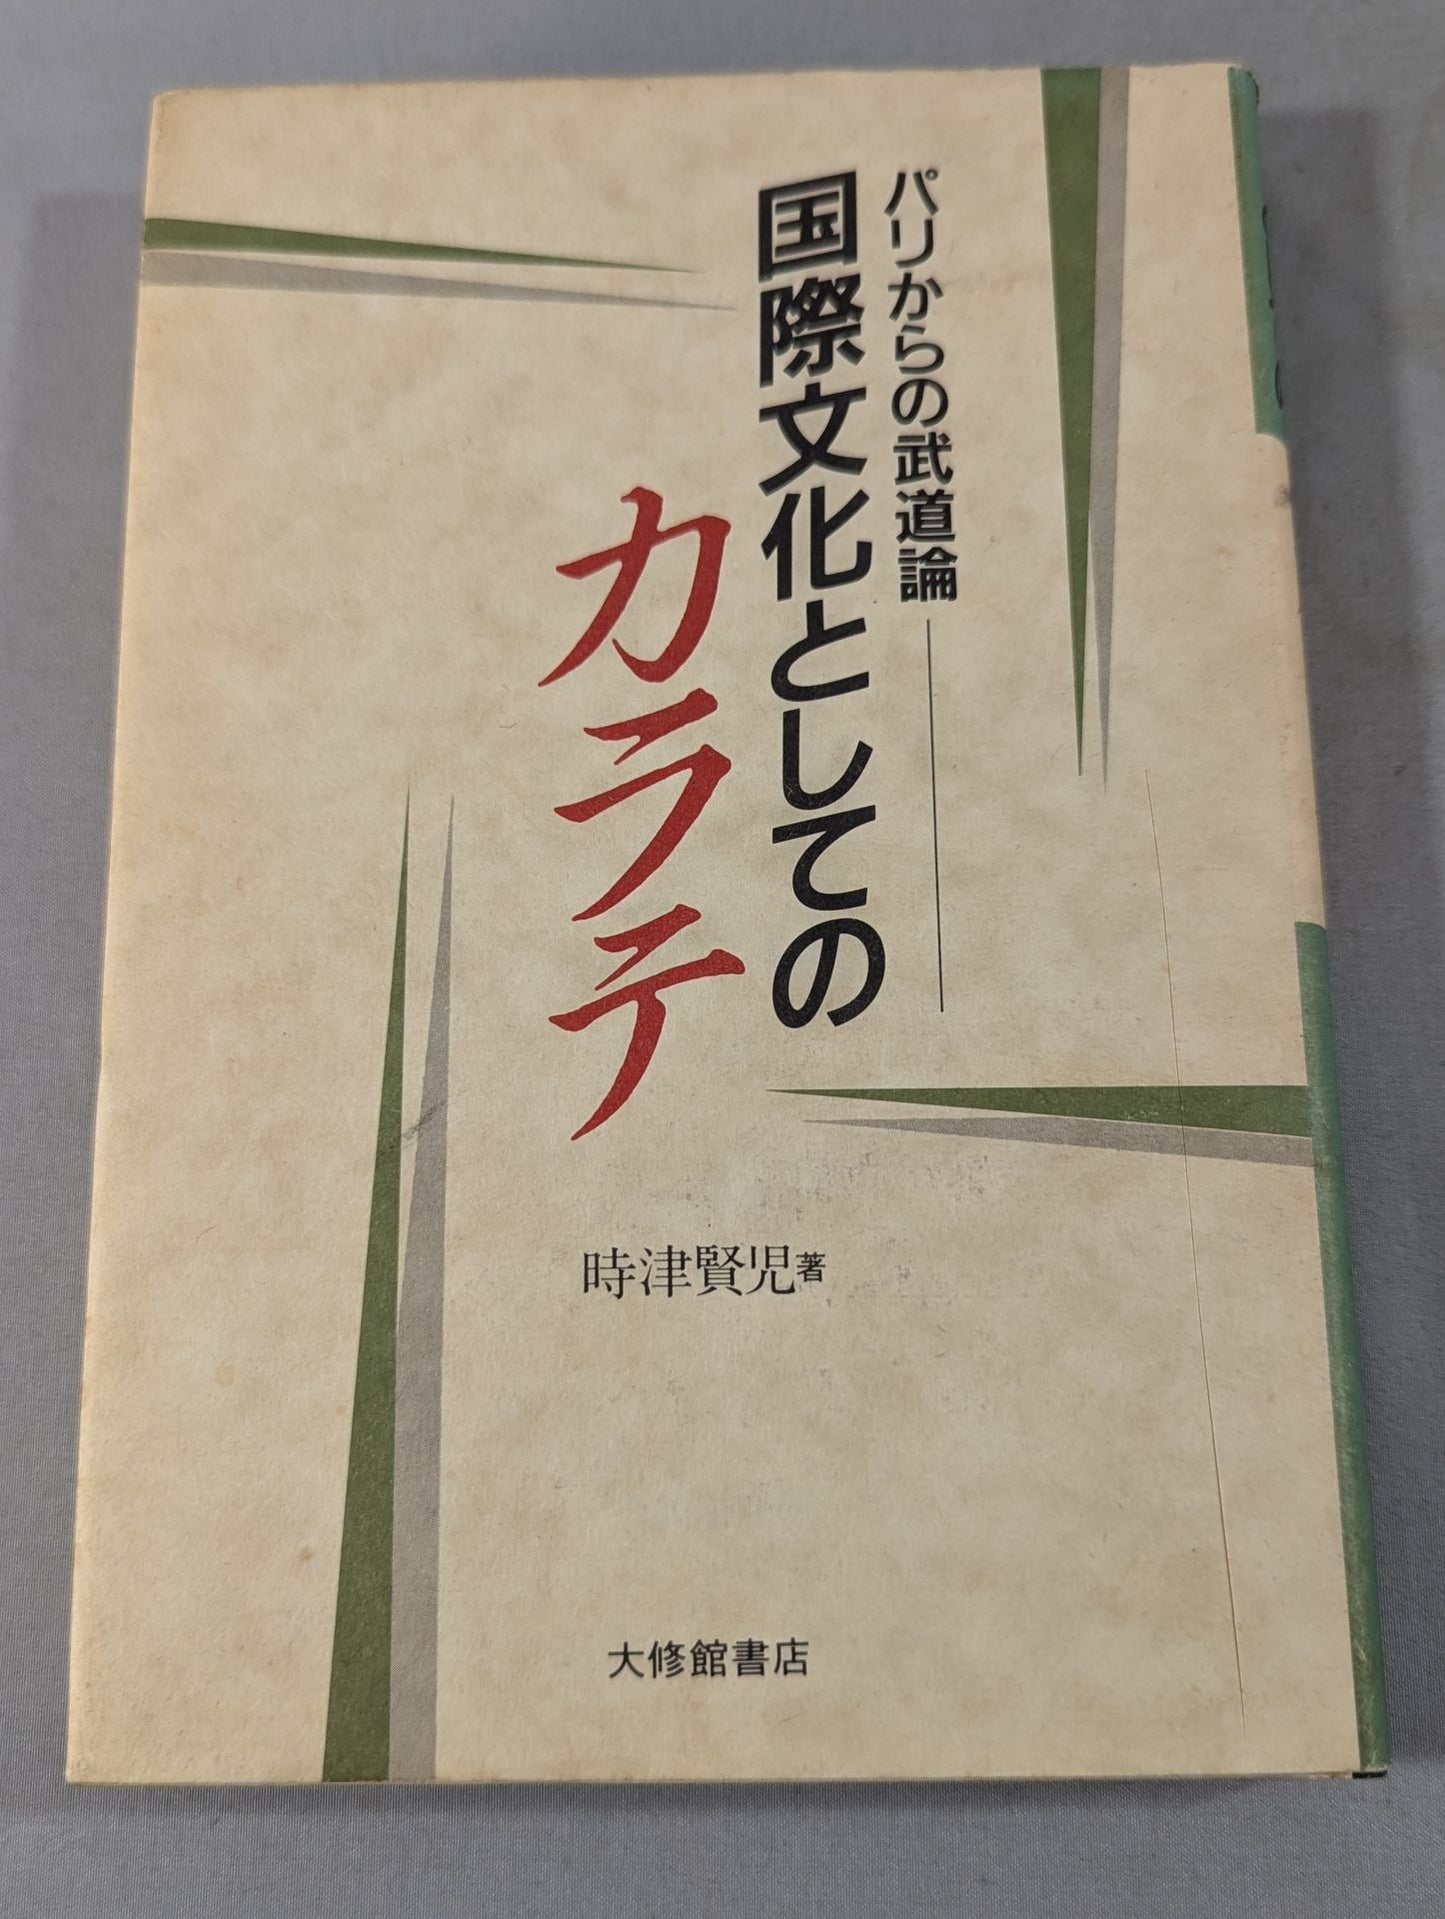 パリからの武道論
国際文化としての
カラテ
時津賢児著
大修館書店